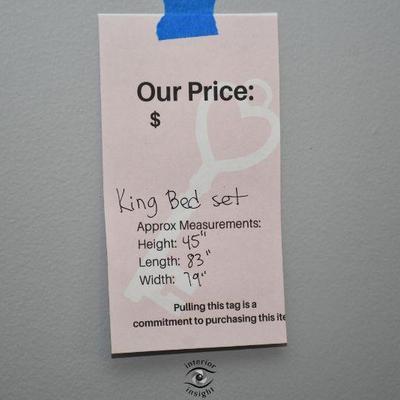 Our Price:
$
King Bed set
Approx Measurements:
Height: 45"
Length: 83"
Width: 79"
Pulling this tag is a
commitment to purchasing this ite
interior
insight